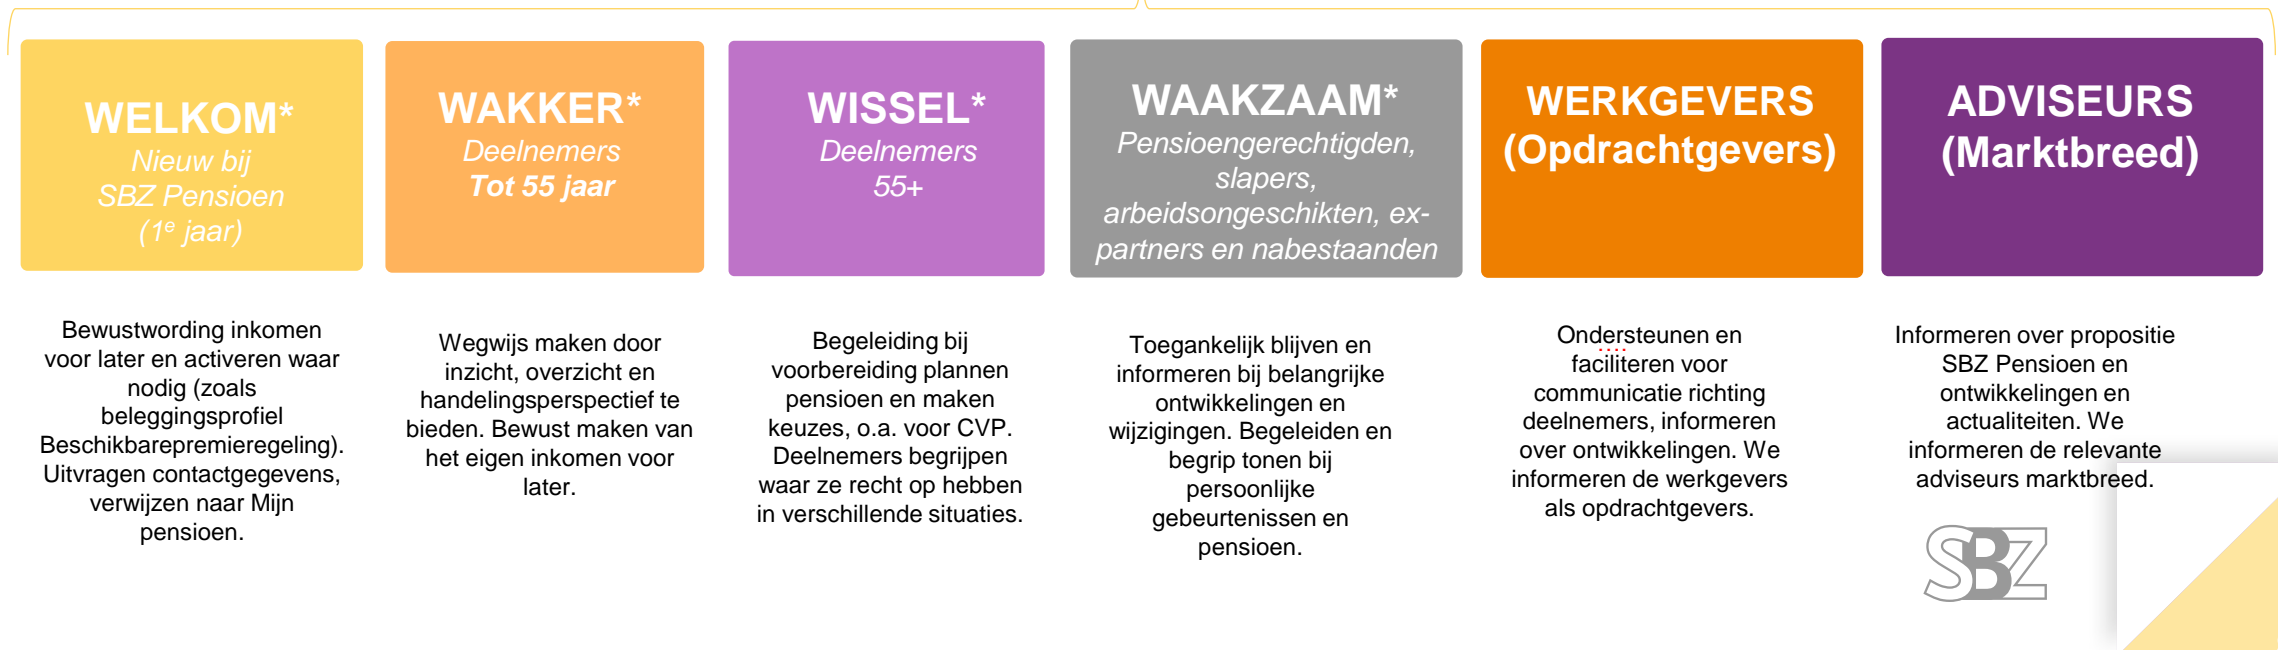 WELKOM*
Nieuw bij
SBZ Pensioen
(1e jaar)
Bewustwording inkomen
voor later en activeren waar
nodig (zoals
beleggingsprofiel
Beschikbarepremieregeling).
Uitvragen contactgegevens,
verwijzen naar Mijn
pensioen.
WAKKER*
Deelnemers
Tot 55 jaar
Wegwijs maken door
inzicht, overzicht en
handelingsperspectief te
bieden. Bewust maken van
het eigen inkomen voor
later.
WISSEL*
Deelnemers
55+
Begeleiding bij
voorbereiding plannen
pensioen en maken
keuzes, o.a. voor CVP.
Deelnemers begrijpen
waar ze recht op hebben
in verschillende situaties.
WAAKZAAM*
Pensioengerechtigden,
slapers,
arbeidsongeschikten, ex-
partners en nabestaanden
Toegankelijk blijven en
informeren bij belangrijke
ontwikkelingen en
wijzigingen. Begeleiden en
begrip tonen bij
persoonlijke
gebeurtenissen en
pensioen.
WERKGEVERS
(Opdrachtgevers)
Ondersteunen en
faciliteren voor
communicatie richting
deelnemers, informeren
over ontwikkelingen. We
informeren de werkgevers
als opdrachtgevers.
ADVISEURS
(Marktbreed)
Informeren over propositie
SBZ Pensioen en
ontwikkelingen en
actualiteiten. We
informeren de relevante
adviseurs marktbreed.
SBZ